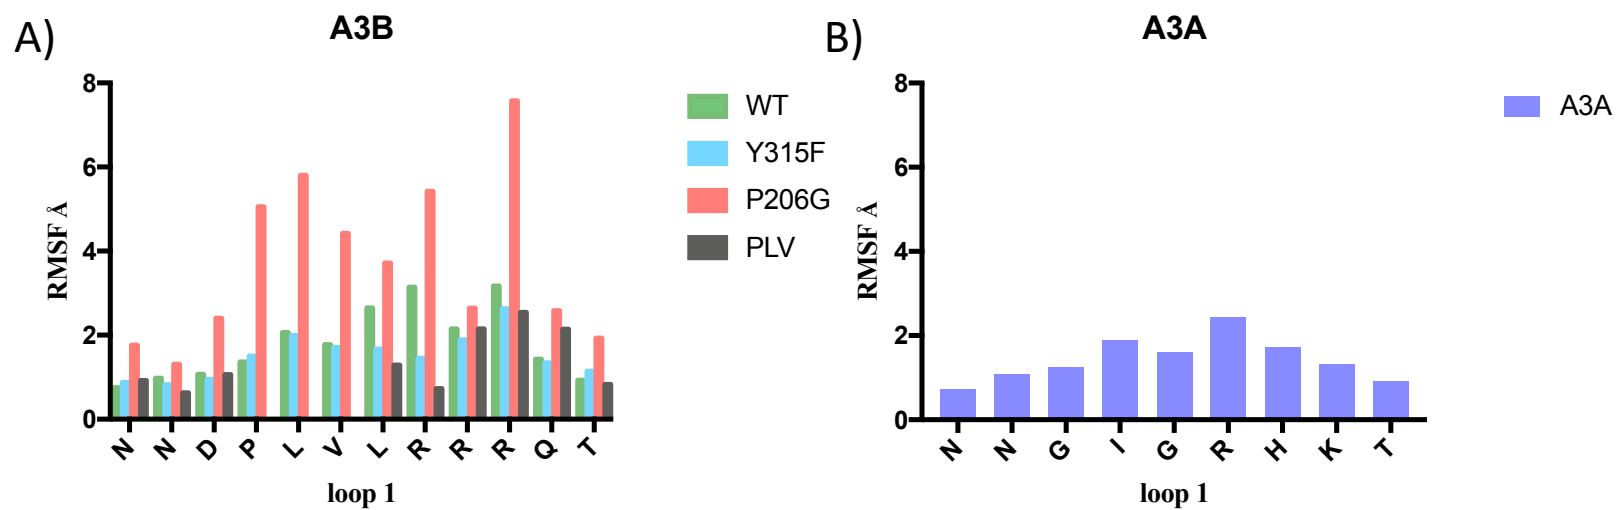 A)
A3B
RMSF Å
8
6
4
2
0
N N D P L V L R R R Q T
loop 1
WT
Y315F
P206G
PLV
B)
A3A
RMSF Å
8
6
4
2
0
N N G I G R H K T
loop 1
A3A